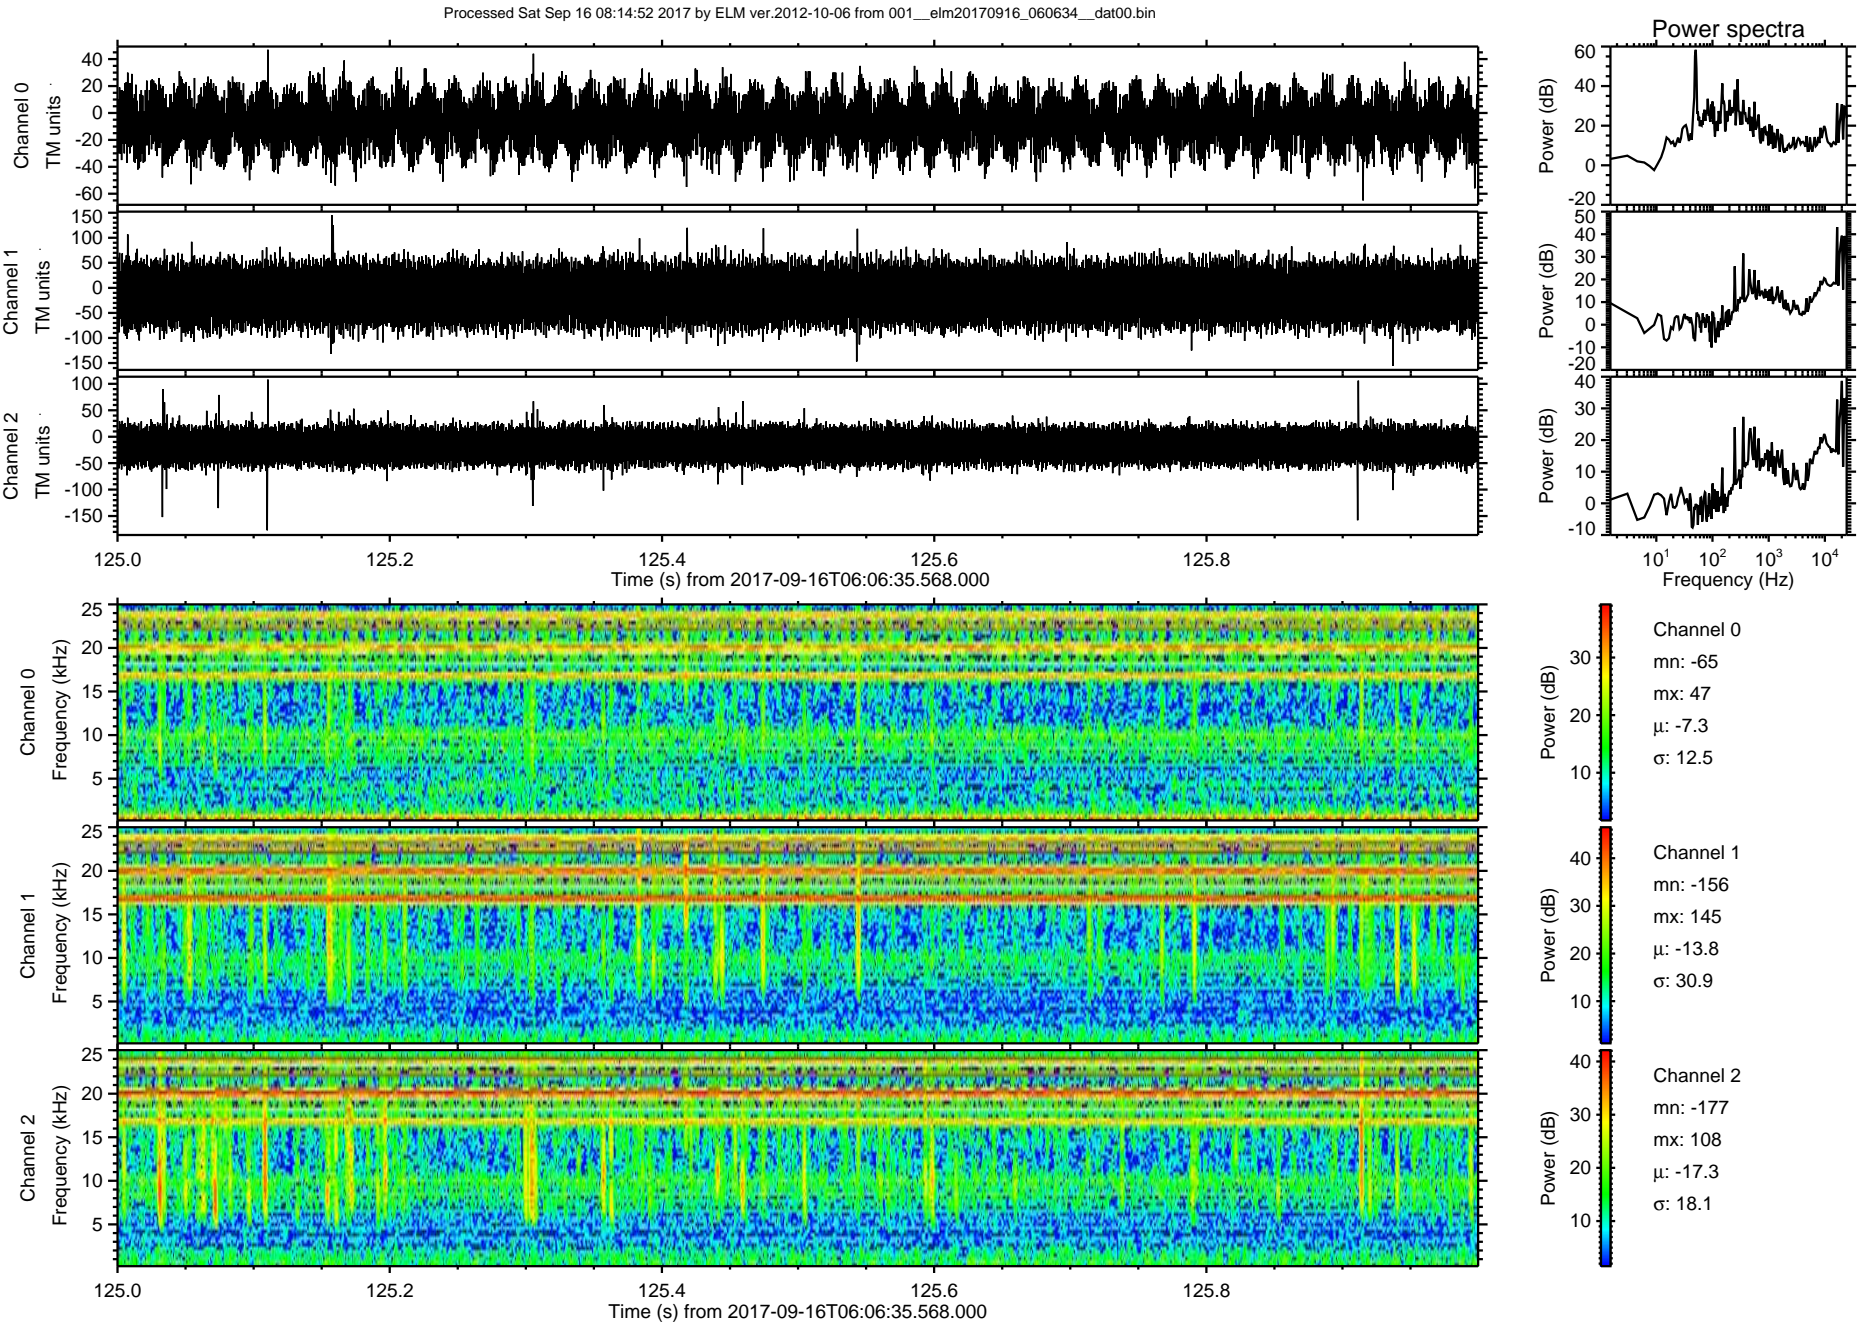 Processed Sat Sep 16 08:14:52 2017 by ELM ver.2012-10-06 from 001__elm20170916_060634__dat00.bin
Power spectra
Channel 0
TM units
40
20
0
-20
-40
-60
Power (dB)
60
40
20
0
-20
Channel 1
TM units
150
100
50
0
-50
-100
-150
Power (dB)
50
40
30
20
10
0
-10
-20
Channel 2
TM units
100
50
0
-50
-100
-150
Power (dB)
40
30
20
10
0
-10
125.0 125.2 125.4 125.6 125.8
Time (s) from 2017-09-16T06:06:35.568.000
10^1 10^2 10^3 10^4
Frequency (Hz)
Channel 0
Frequency (kHz)
25
20
15
10
5
Power (dB)
30
20
10
Channel 0
mn: -65
mx: 47
μ: -7.3
σ: 12.5
Channel 1
Frequency (kHz)
25
20
15
10
5
Power (dB)
40
30
20
10
Channel 1
mn: -156
mx: 145
μ: -13.8
σ: 30.9
Channel 2
Frequency (kHz)
25
20
15
10
5
Power (dB)
40
30
20
10
Channel 2
mn: -177
mx: 108
μ: -17.3
σ: 18.1
125.0 125.2 125.4 125.6 125.8
Time (s) from 2017-09-16T06:06:35.568.000